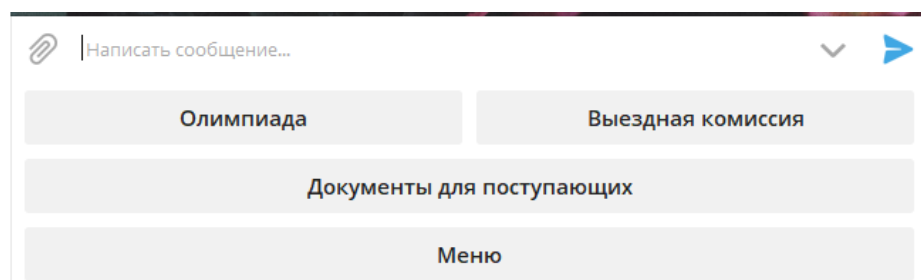 Написать сообщение...
Олимпиада
Выездная комиссия
Документы для поступающих
Меню